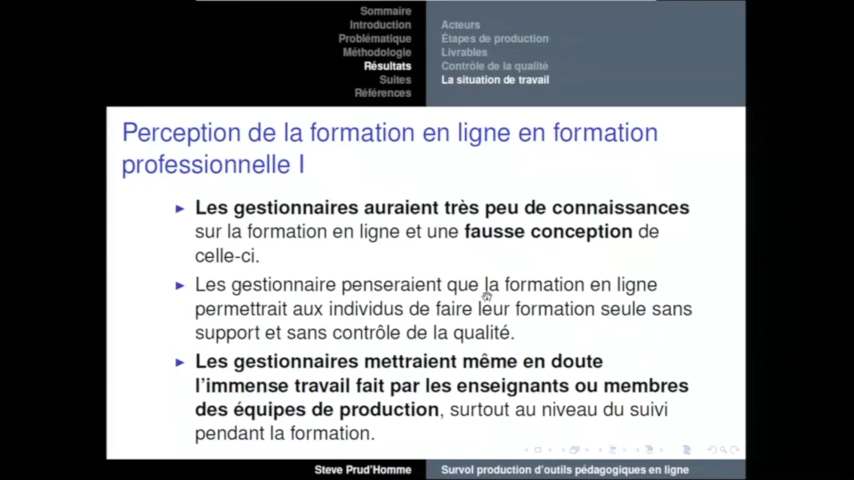 Sommaire
Introduction
Problématique
Méthodologie
Résultats
Suites
Références
Acteurs
Étapes de production
Livrables
Contrôle de la qualité
La situation de travail
Perception de la formation en ligne en formation
professionnelle I
Les gestionnaires auraient très peu de connaissances
sur la formation en ligne et une fausse conception de
celle-ci.
Les gestionnaire penseraient que la formation en ligne
permettrait aux individus de faire leur formation seule sans
support et sans contrôle de la qualité.
Les gestionnaires mettraient même en doute
l'immense travail fait par les enseignants ou membres
des équipes de production, surtout au niveau du suivi
pendant la formation.
Steve Prud'Homme
Survol production d'outils pédagogiques en ligne